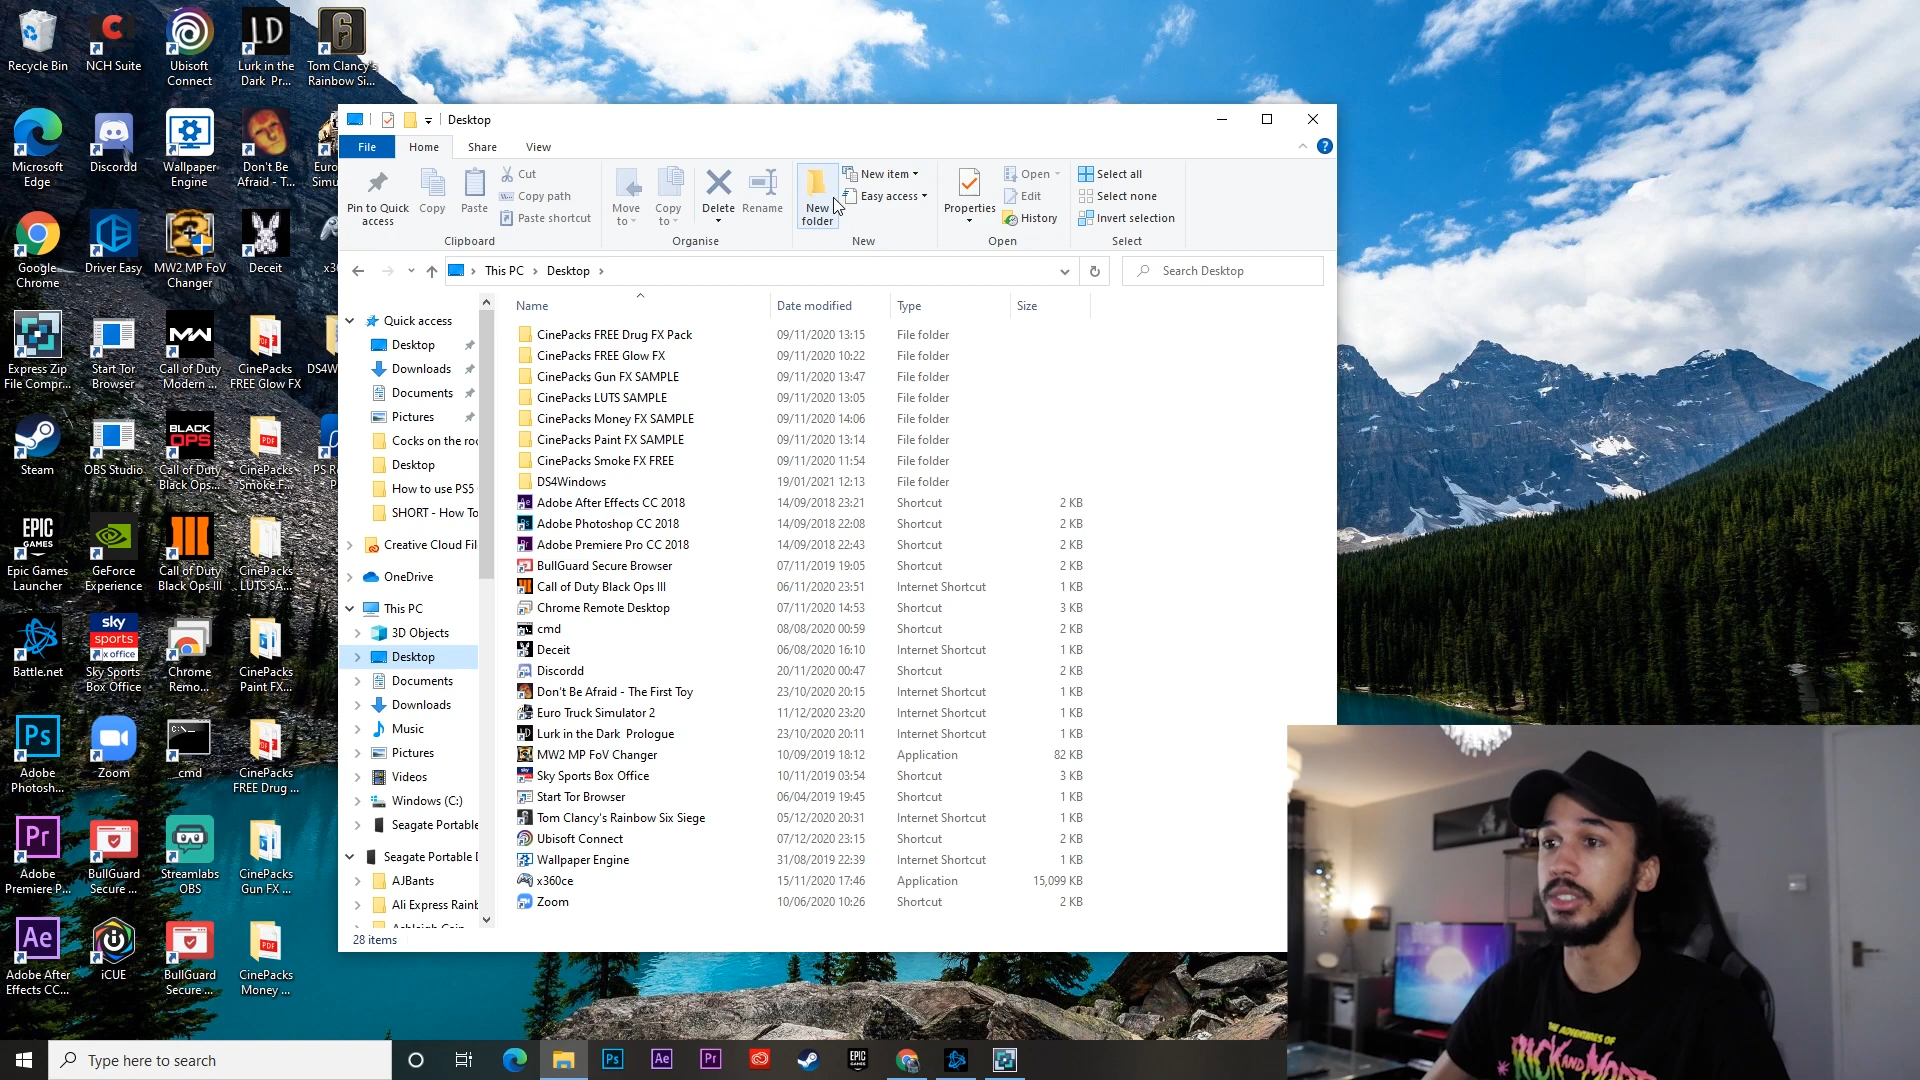 Recycle Bin
NCH Suite
Ubisoft
Connect
Lurk in the
Dark Pr...
Tom Clancy's
Rainbow Si...
Microsoft
Edge
Discordd
Wallpaper
Engine
Don't Be
Afraid - T...
Google
Chrome
Driver Easy
MW2 MP FoV
Changer
Deceit
Express Zip
File Compr...
Start Tor
Browser
Call of Duty
Modern ...
CinePacks
FREE Glow FX
Steam
OBS Studio
Call of Duty
Black Ops...
CinePacks
Smoke F...
Epic Games
Launcher
GeForce
Experience
Call of Duty
Black Ops III
CinePacks
LUTS SA...
Battle.net
Sky Sports
Box Office
Chrome
Remo...
CinePacks
Paint FX...
Adobe
Photosh...
Zoom
cmd
CinePacks
FREE Drug ...
Adobe
Premiere P...
BullGuard
Secure ...
Streamlabs
OBS
CinePacks
Gun FX ...
Adobe After
Effects CC...
iCUE
BullGuard
Secure ...
CinePacks
Money ...
Desktop
File Home Share View
Pin to Quick
access
Copy
Paste
Cut
Copy path
Paste shortcut
Move
to
Copy
to
Delete
Rename
New
folder
New item
Easy access
Properties
Open
Edit
History
Select all
Select none
Invert selection
Clipboard Organise New Open Select
This PC > Desktop >
Search Desktop
Quick access
Desktop
Downloads
Documents
Pictures
Cocks on the
Desktop
How to use PS5
SHORT - How To
Creative Cloud Fil
OneDrive
This PC
3D Objects
Desktop
Documents
Downloads
Music
Pictures
Videos
Windows (C:)
Seagate Portable
Seagate Portable D
AJBants
Ali Express Rain
Name Date modified Type Size
CinePacks FREE Drug FX Pack 09/11/2020 13:15 File folder
CinePacks FREE Glow FX 09/11/2020 10:22 File folder
CinePacks Gun FX SAMPLE 09/11/2020 13:47 File folder
CinePacks LUTS SAMPLE 09/11/2020 13:05 File folder
CinePacks Money FX SAMPLE 09/11/2020 14:06 File folder
CinePacks Paint FX SAMPLE 09/11/2020 13:14 File folder
CinePacks Smoke FX FREE 09/11/2020 11:54 File folder
DS4Windows 19/01/2021 12:13 File folder
Adobe After Effects CC 2018 14/09/2018 23:21 Shortcut 2 KB
Adobe Photoshop CC 2018 14/09/2018 22:08 Shortcut 2 KB
Adobe Premiere Pro CC 2018 14/09/2018 22:43 Shortcut 2 KB
BullGuard Secure Browser 07/11/2019 19:05 Shortcut 2 KB
Call of Duty Black Ops III 06/11/2020 23:51 Internet Shortcut 1 KB
Chrome Remote Desktop 07/11/2020 14:53 Shortcut 3 KB
cmd 08/08/2020 00:59 Shortcut 2 KB
Deceit 06/08/2020 16:10 Internet Shortcut 1 KB
Discordd 20/11/2020 00:47 Shortcut 2 KB
Don't Be Afraid - The First Toy 23/10/2020 20:15 Internet Shortcut 1 KB
Euro Truck Simulator 2 11/12/2020 23:20 Internet Shortcut 1 KB
Lurk in the Dark Prologue 23/10/2020 20:11 Internet Shortcut 1 KB
MW2 MP FoV Changer 10/09/2019 18:12 Application 82 KB
Sky Sports Box Office 10/11/2019 03:54 Shortcut 3 KB
Start Tor Browser 06/04/2019 19:45 Shortcut 1 KB
Tom Clancy's Rainbow Six Siege 05/12/2020 20:31 Internet Shortcut 1 KB
Ubisoft Connect 07/12/2020 23:15 Shortcut 2 KB
Wallpaper Engine 31/08/2019 22:39 Internet Shortcut 1 KB
x360ce 15/11/2020 17:46 Application 15,099 KB
Zoom 10/06/2020 10:26 Shortcut 2 KB
28 items
Type here to search
THE ADVENTURES OF
RICK AND